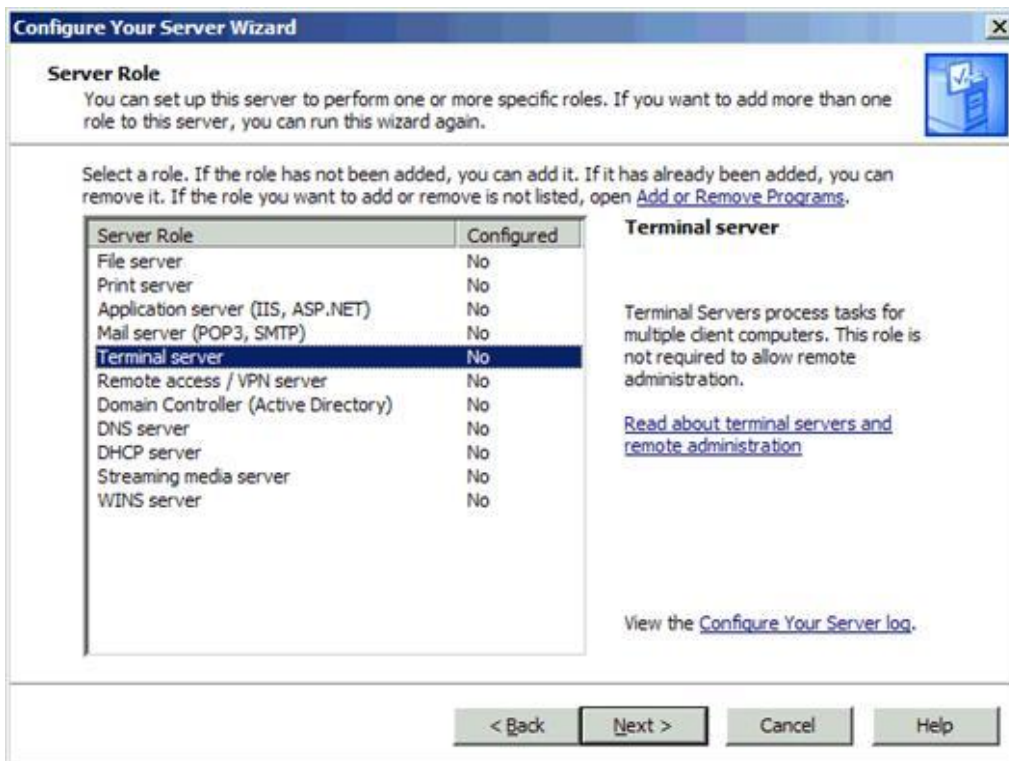 Configure Your Server Wizard
Server Role
You can set up this server to perform one or more specific roles. If you want to add more than one
role to this server, you can run this wizard again.
Select a role. If the role has not been added, you can add it. If it has already been added, you can
remove it. If the role you want to add or remove is not listed, open Add or Remove Programs.
Server Role Configured
File server No
Print server No
Application server (IIS, ASP.NET) No
Mail server (POP3, SMTP) No
Terminal server No
Remote access / VPN server No
Domain Controller (Active Directory) No
DNS server No
DHCP server No
Streaming media server No
WINS server No
Terminal server
Terminal Servers process tasks for
multiple client computers. This role is
not required to allow remote
administration.
Read about terminal servers and
remote administration
View the Configure Your Server log.
< Back Next > Cancel Help